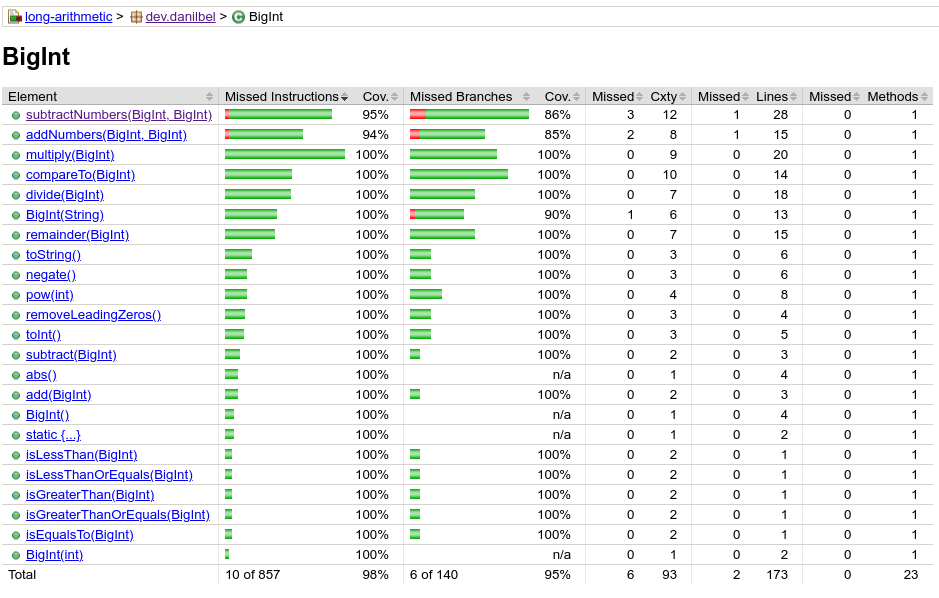 long-arithmetic > dev.danilbel > BigInt
BigInt
Element Missed Instructions Cov. Missed Branches Cov. Missed Cxty Missed Lines Missed Methods
subtractNumbers(BigInt, BigInt) 95% 86% 3 12 1 28 0 1
addNumbers(BigInt, BigInt) 94% 85% 2 8 1 15 0 1
multiply(BigInt) 100% 100% 0 9 0 20 0 1
compareTo(BigInt) 100% 100% 0 10 0 14 0 1
divide(BigInt) 100% 100% 0 7 0 18 0 1
BigInt(String) 100% 90% 1 6 0 13 0 1
remainder(BigInt) 100% 100% 0 7 0 15 0 1
toString() 100% 100% 0 3 0 6 0 1
negate() 100% 100% 0 3 0 6 0 1
pow(int) 100% 100% 0 4 0 8 0 1
removeLeadingZeros() 100% 100% 0 3 0 4 0 1
toInt() 100% 100% 0 3 0 5 0 1
subtract(BigInt) 100% 100% 0 2 0 3 0 1
abs() 100% n/a 0 1 0 4 0 1
add(BigInt) 100% 100% 0 2 0 3 0 1
BigInt() 100% n/a 0 1 0 4 0 1
static {...} 100% n/a 0 1 0 2 0 1
isLessThan(BigInt) 100% 100% 0 2 0 1 0 1
isLessThanOrEquals(BigInt) 100% 100% 0 2 0 1 0 1
isGreaterThan(BigInt) 100% 100% 0 2 0 1 0 1
isGreaterThanOrEquals(BigInt) 100% 100% 0 2 0 1 0 1
isEqualsTo(BigInt) 100% 100% 0 2 0 1 0 1
BigInt(int) 100% n/a 0 1 0 2 0 1
Total 10 of 857 98% 6 of 140 95% 6 93 2 173 0 23